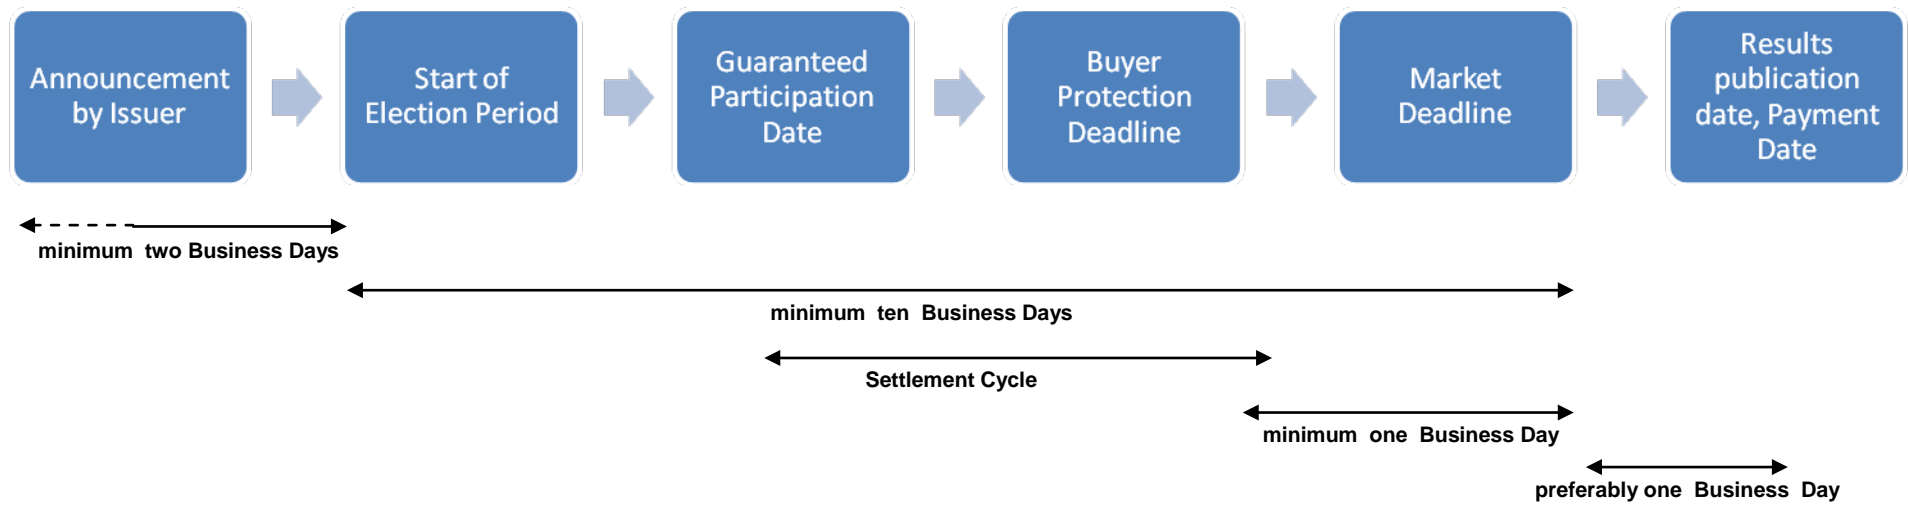 Announcement
by Issuer
Start of
Election Period
Guaranteed
Participation
Date
Buyer
Protection
Deadline
Market
Deadline
Results
publication
date, Payment
Date
minimum two Business Days
minimum ten Business Days
Settlement Cycle
minimum one Business Day
preferably one Business Day